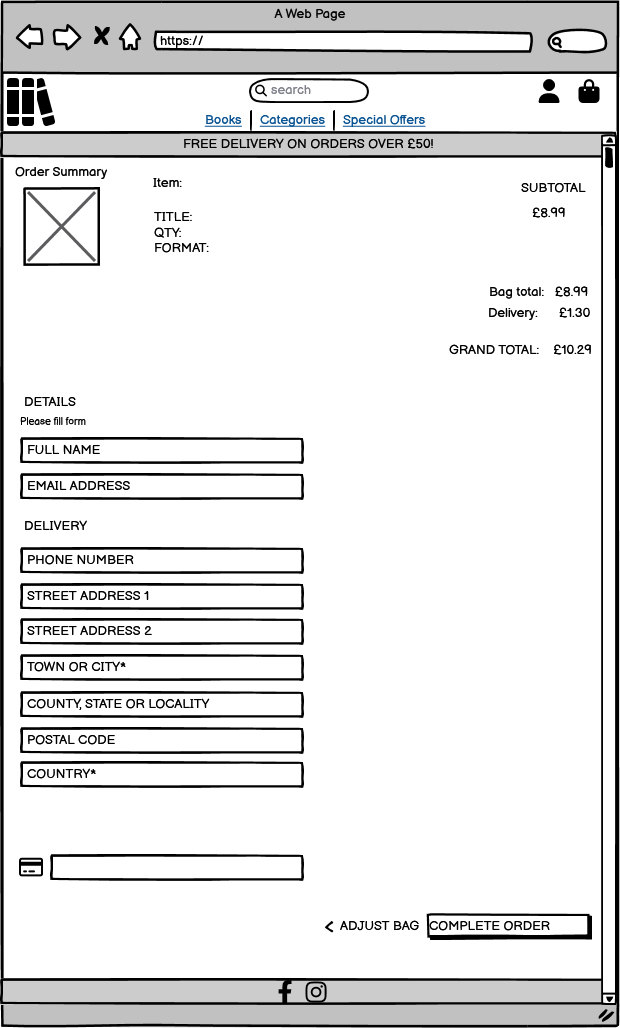 A Web Page
https://
search
Books Categories Special Offers
FREE DELIVERY ON ORDERS OVER £50!
Order Summary
Item:
SUBTOTAL
TITLE:
£8.99
QTY:
FORMAT:
Bag total: £8.99
Delivery: £1.30
GRAND TOTAL: £10.29
DETAILS
Please fill form
FULL NAME
EMAIL ADDRESS
DELIVERY
PHONE NUMBER
STREET ADDRESS 1
STREET ADDRESS 2
TOWN OR CITY*
COUNTY, STATE OR LOCALITY
POSTAL CODE
COUNTRY*
< ADJUST BAG COMPLETE ORDER